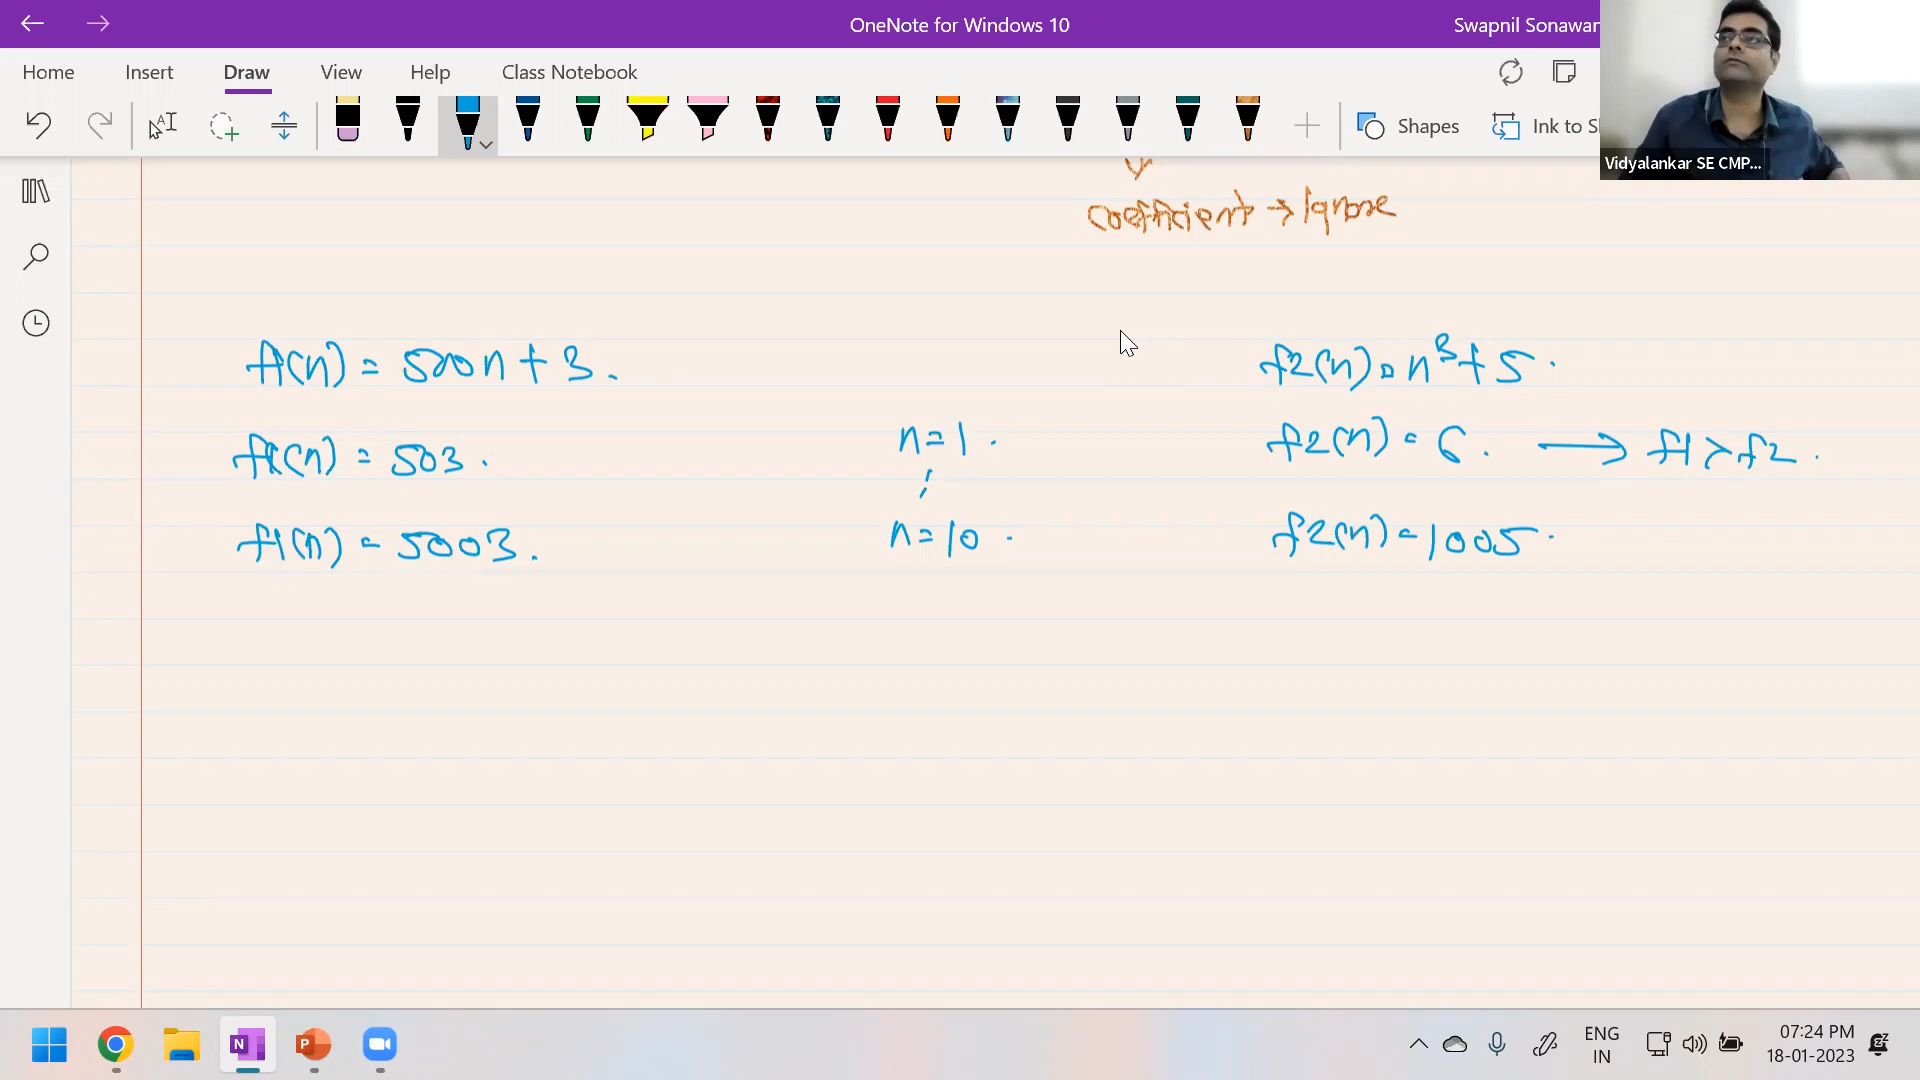 OneNote for Windows 10
Swapnil Sonawar
Home Insert Draw View Help Class Notebook
Shapes
Ink to S
Vidyalankar SE CMP...
coefficient → Ignore
f1(n) = 500n + 3.
f2(n) = n³ + 5.
f1(n) = 503.
n = 1.
f2(n) = 6. → f1 > f2.
f1(n) = 5003.
n = 10.
f2(n) = 1005.
ENG
IN
07:24 PM
18-01-2023